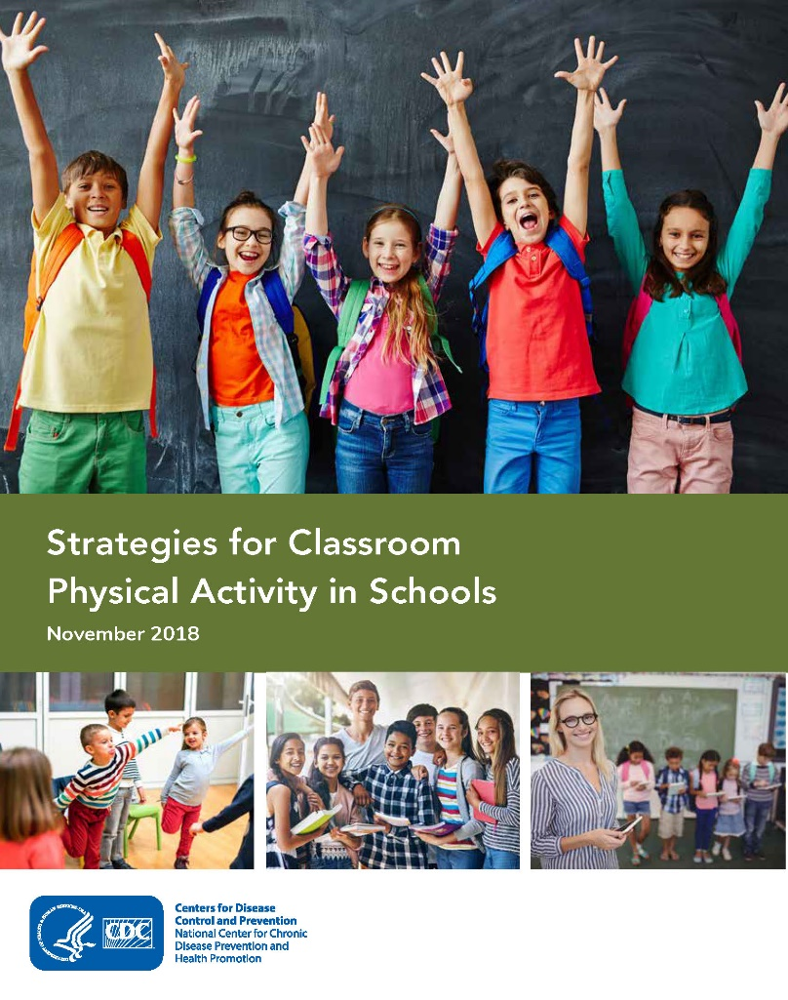 Strategies for Classroom
Physical Activity in Schools
November 2018
CDC
Centers for Disease
Control and Prevention
National Center for Chronic
Disease Prevention and
Health Promotion